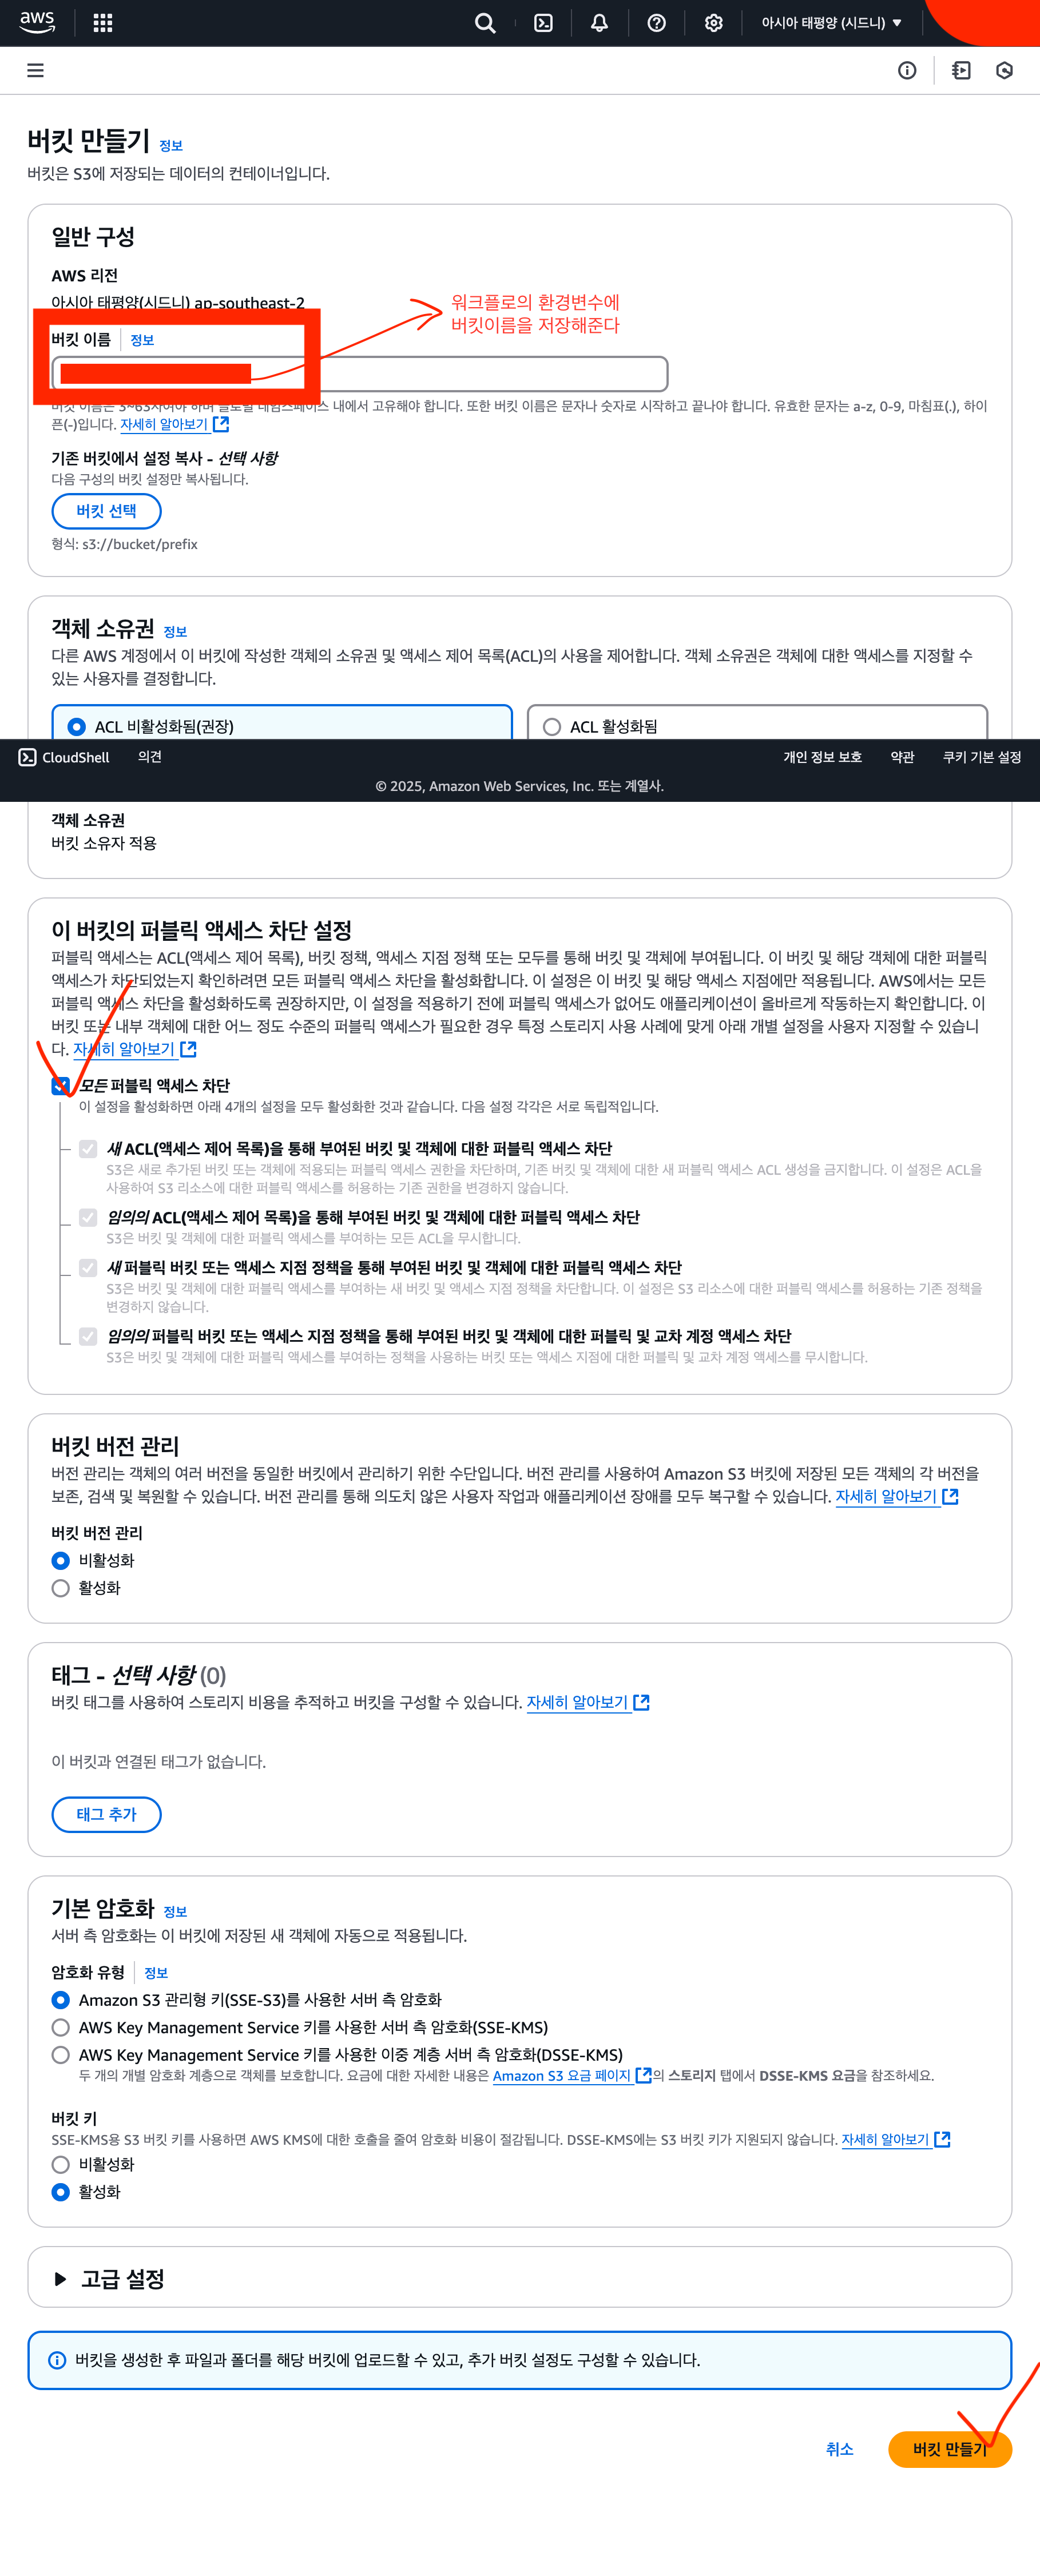 aws
아시아 태평양 (시드니)
버킷 만들기 정보
버킷은 S3에 저장되는 데이터의 컨테이너입니다.
일반 구성
AWS 리전
아시아 태평양(시드니) ap-southeast-2
워크플로의 환경변수에
버킷이름을 저장해준다
버킷 이름 정보
버킷 이름은 3~63자여야 하며 글로벌 네임스페이스 내에서 고유해야 합니다. 또한 버킷 이름은 문자나 숫자로 시작하고 끝나야 합니다. 유효한 문자는 a-z, 0-9, 마침표(.), 하이
픈(-)입니다. 자세히 알아보기
기존 버킷에서 설정 복사 - 선택 사항
다음 구성의 버킷 설정만 복사됩니다.
버킷 선택
형식: s3://bucket/prefix
객체 소유권 정보
다른 AWS 계정에서 이 버킷에 작성한 객체의 소유권 및 액세스 제어 목록(ACL)의 사용을 제어합니다. 객체 소유권은 객체에 대한 액세스를 지정할 수
있는 사용자를 결정합니다.
ACL 비활성화됨(권장)
ACL 활성화됨
CloudShell 의견 개인 정보 보호 약관 쿠키 기본 설정
© 2025, Amazon Web Services, Inc. 또는 계열사.
객체 소유권
버킷 소유자 적용
이 버킷의 퍼블릭 액세스 차단 설정
퍼블릭 액세스는 ACL(액세스 제어 목록), 버킷 정책, 액세스 지점 정책 또는 모두를 통해 버킷 및 객체에 부여됩니다. 이 버킷 및 해당 객체에 대한 퍼블릭
액세스가 차단되었는지 확인하려면 모든 퍼블릭 액세스 차단을 활성화합니다. 이 설정은 이 버킷 및 해당 액세스 지점에만 적용됩니다. AWS에서는 모든
퍼블릭 액세스 차단을 활성화하도록 권장하지만, 이 설정을 적용하기 전에 퍼블릭 액세스가 없어도 애플리케이션이 올바르게 작동하는지 확인합니다. 이
버킷 또는 내부 객체에 대한 어느 정도 수준의 퍼블릭 액세스가 필요한 경우 특정 스토리지 사용 사례에 맞게 아래 개별 설정을 사용자 지정할 수 있습니
다. 자세히 알아보기
모든 퍼블릭 액세스 차단
이 설정을 활성화하면 아래 4개의 설정을 모두 활성화한 것과 같습니다. 다음 설정 각각은 서로 독립적입니다.
새 ACL(액세스 제어 목록)을 통해 부여된 버킷 및 객체에 대한 퍼블릭 액세스 차단
S3은 새로 추가된 버킷 또는 객체에 적용되는 퍼블릭 액세스 권한을 차단하며, 기존 버킷 및 객체에 대한 새 퍼블릭 액세스 ACL 생성을 금지합니다. 이 설정은 ACL을
사용하여 S3 리소스에 대한 퍼블릭 액세스를 허용하는 기존 권한을 변경하지 않습니다.
임의의 ACL(액세스 제어 목록)을 통해 부여된 버킷 및 객체에 대한 퍼블릭 액세스 차단
S3은 버킷 및 객체에 대한 퍼블릭 액세스를 부여하는 모든 ACL을 무시합니다.
새 퍼블릭 버킷 또는 액세스 지점 정책을 통해 부여된 버킷 및 객체에 대한 퍼블릭 액세스 차단
S3은 버킷 및 객체에 대한 퍼블릭 액세스를 부여하는 새 버킷 및 액세스 지점 정책을 차단합니다. 이 설정은 S3 리소스에 대한 퍼블릭 액세스를 허용하는 기존 정책을
변경하지 않습니다.
임의의 퍼블릭 버킷 또는 액세스 지점 정책을 통해 부여된 버킷 및 객체에 대한 퍼블릭 및 교차 계정 액세스 차단
S3은 버킷 및 객체에 대한 퍼블릭 액세스를 부여하는 정책을 사용하는 버킷 또는 액세스 지점에 대한 퍼블릭 및 교차 계정 액세스를 무시합니다.
버킷 버전 관리
버전 관리는 객체의 여러 버전을 동일한 버킷에서 관리하기 위한 수단입니다. 버전 관리를 사용하여 Amazon S3 버킷에 저장된 모든 객체의 각 버전을
보존, 검색 및 복원할 수 있습니다. 버전 관리를 통해 의도치 않은 사용자 작업과 애플리케이션 장애를 모두 복구할 수 있습니다. 자세히 알아보기
버킷 버전 관리
비활성화
활성화
태그 - 선택 사항 (0)
버킷 태그를 사용하여 스토리지 비용을 추적하고 버킷을 구성할 수 있습니다. 자세히 알아보기
이 버킷과 연결된 태그가 없습니다.
태그 추가
기본 암호화 정보
서버 측 암호화는 이 버킷에 저장된 새 객체에 자동으로 적용됩니다.
암호화 유형 정보
Amazon S3 관리형 키(SSE-S3)를 사용한 서버 측 암호화
AWS Key Management Service 키를 사용한 서버 측 암호화(SSE-KMS)
AWS Key Management Service 키를 사용한 이중 계층 서버 측 암호화(DSSE-KMS)
두 개의 개별 암호화 계층으로 객체를 보호합니다. 요금에 대한 자세한 내용은 Amazon S3 요금 페이지의 스토리지 탭에서 DSSE-KMS 요금을 참조하세요.
버킷 키
SSE-KMS용 S3 버킷 키를 사용하면 AWS KMS에 대한 호출을 줄여 암호화 비용이 절감됩니다. DSSE-KMS에는 S3 버킷 키가 지원되지 않습니다. 자세히 알아보기
비활성화
활성화
고급 설정
버킷을 생성한 후 파일과 폴더를 해당 버킷에 업로드할 수 있고, 추가 버킷 설정도 구성할 수 있습니다.
취소
버킷 만들기